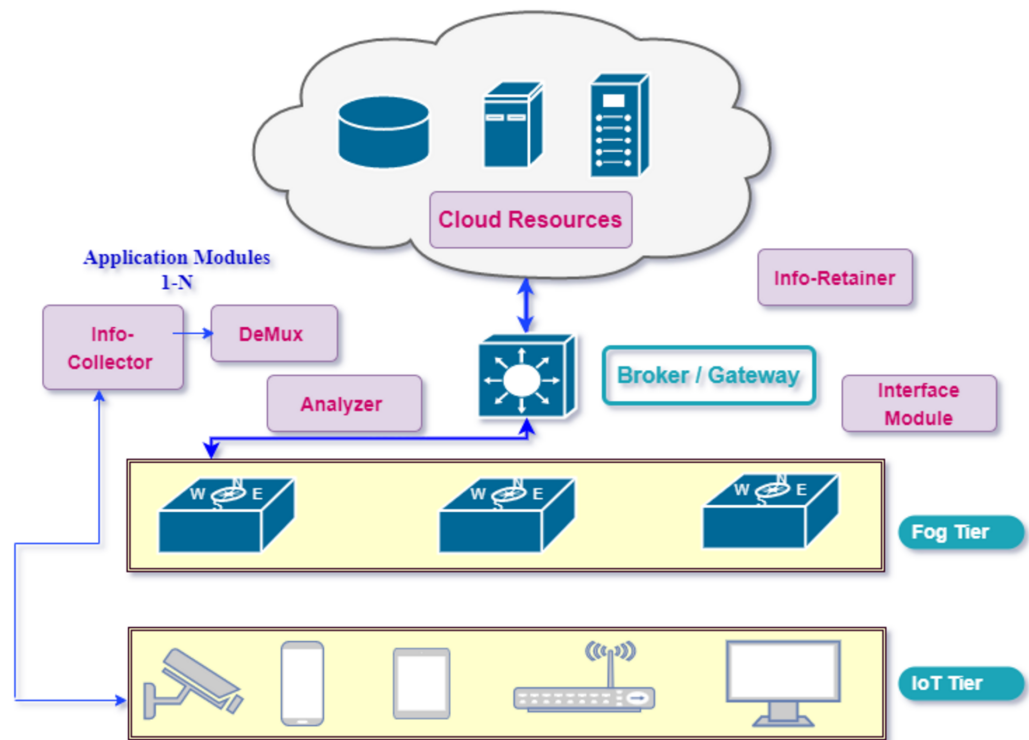 Cloud Resources
Application Modules
1-N
Info-Retainer
Info-
Collector
DeMux
Broker / Gateway
Analyzer
Interface
Module
N
W
E
S
N
W
E
S
N
W
E
S
Fog Tier
IoT Tier